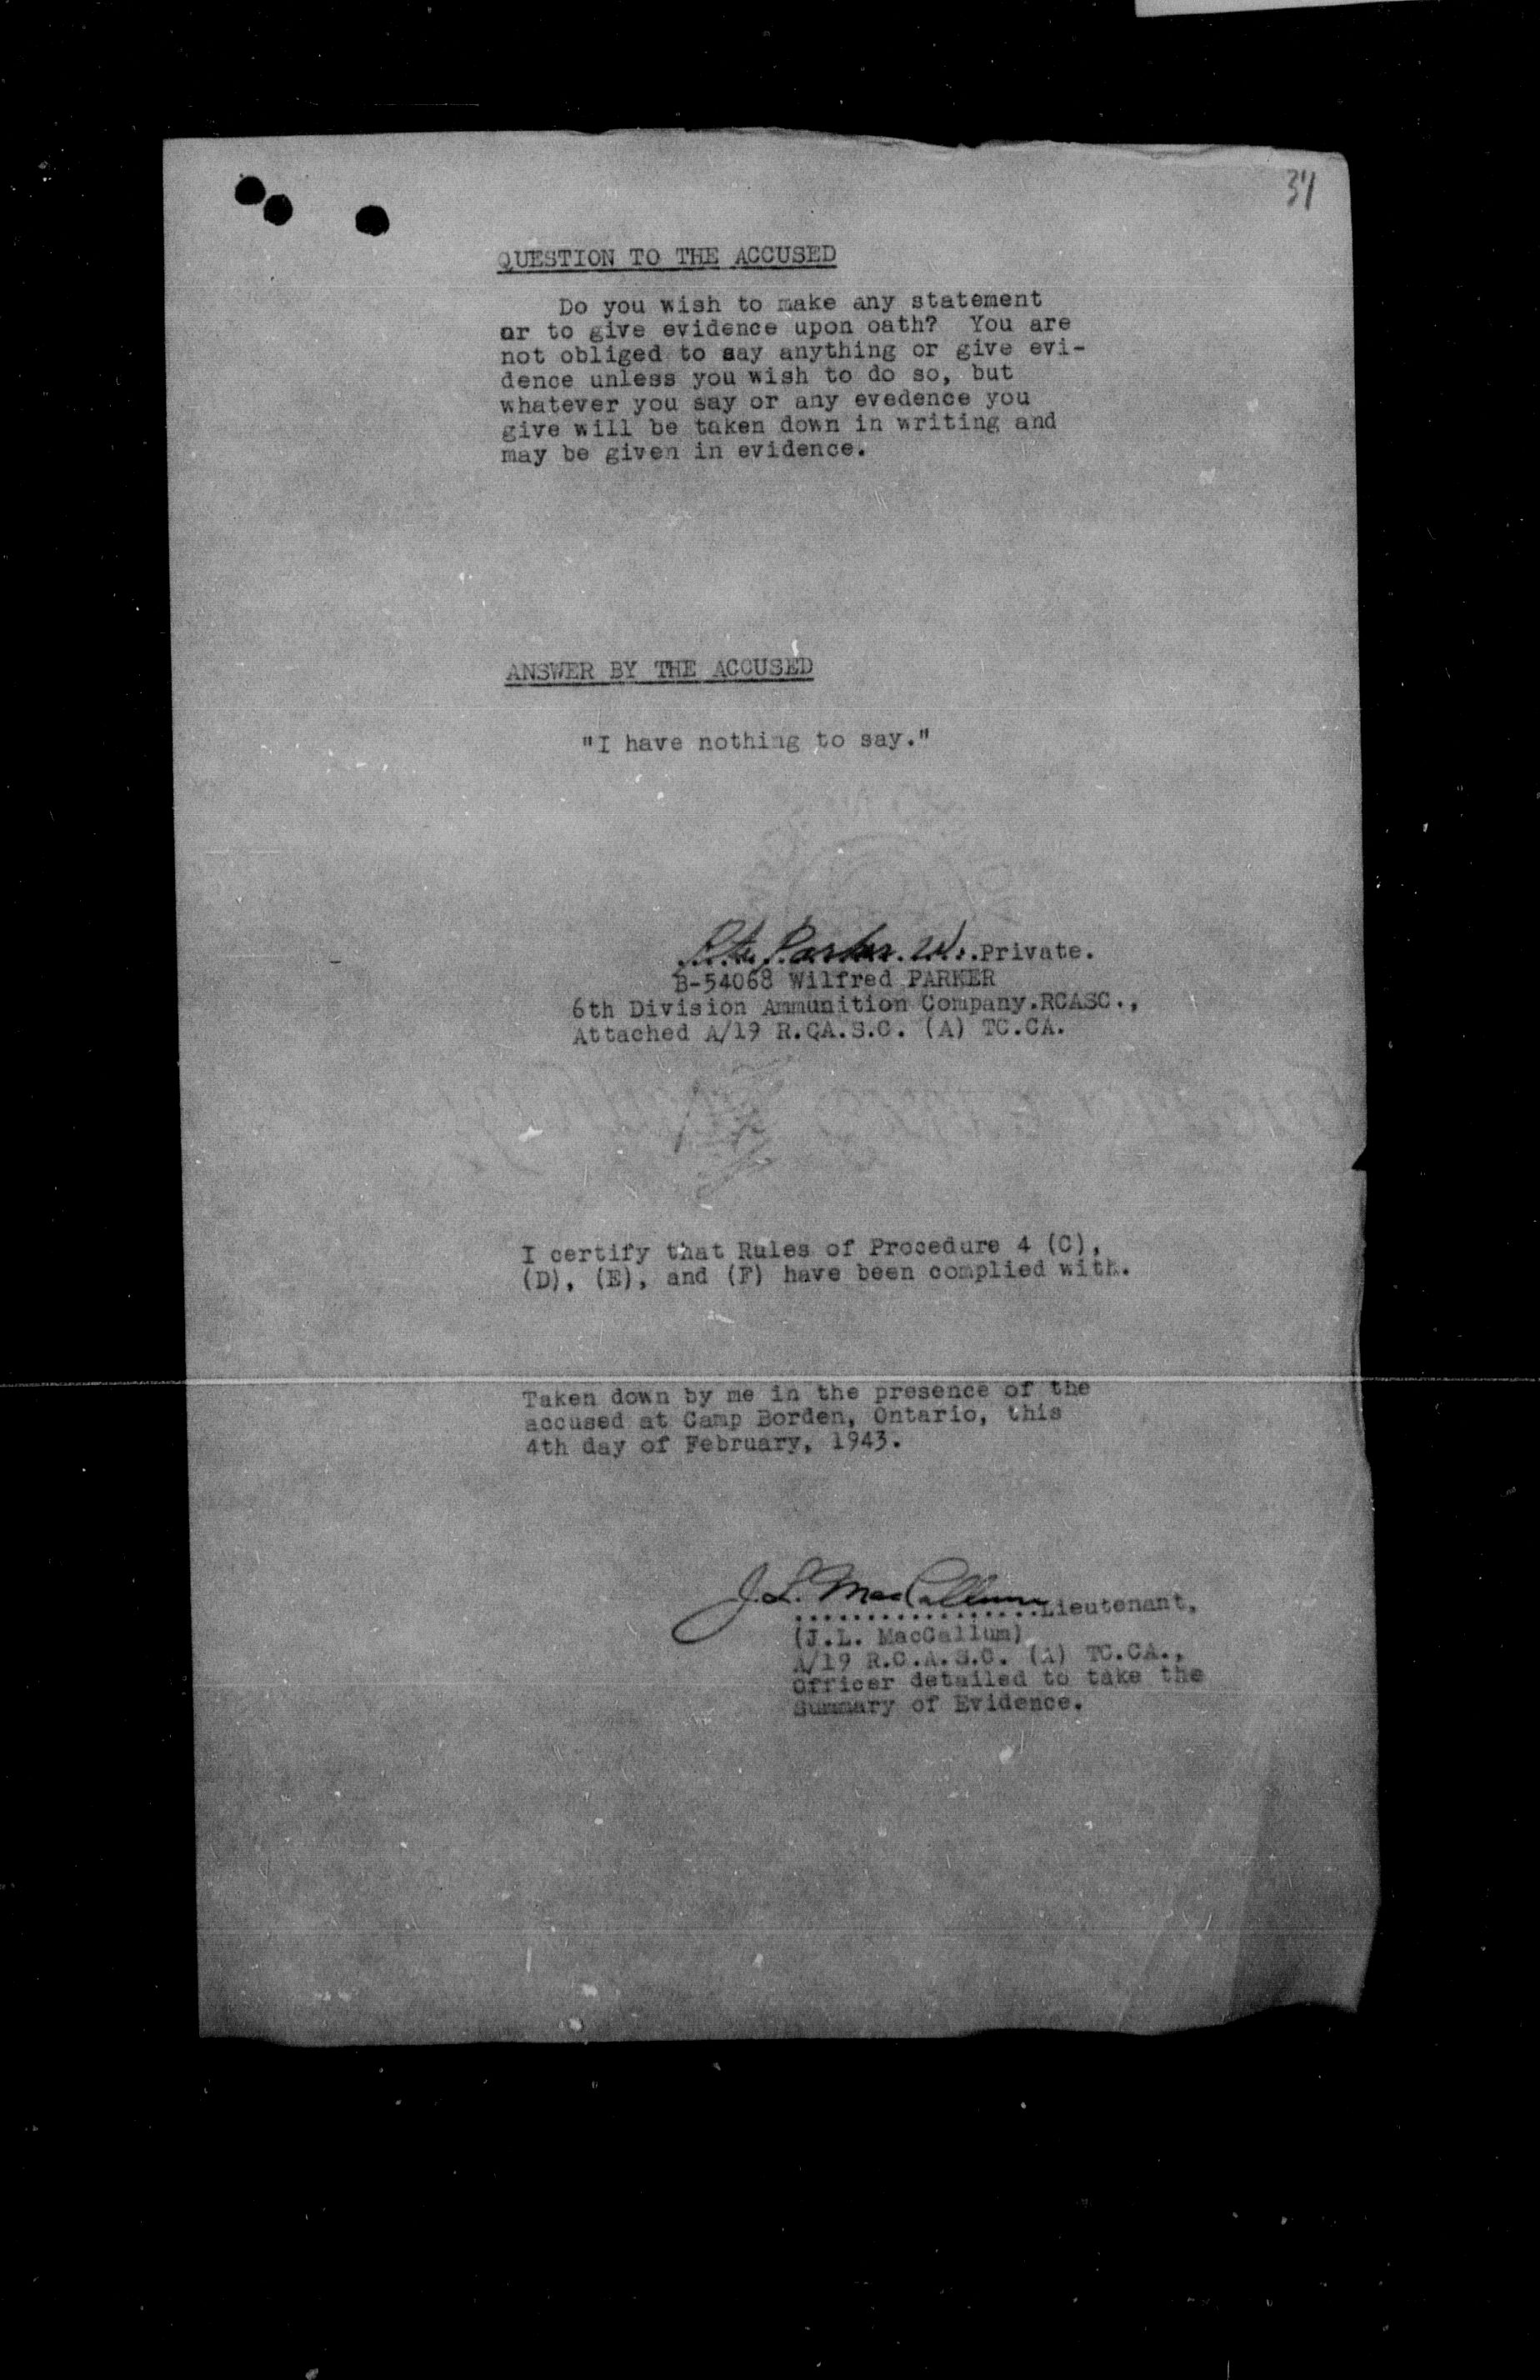 37
QUESTION TO THE ACCUSED
Do you wish to make any statement
or to give evidence upon oath? You are
not obliged to say anything or give evi-
dence unless you wish to do so, but
whatever you say or any evedence you
give will be taken down in writing and
may be given in evidence.
ANSWER BY THE ACCUSED
"I have nothing to say."
Pte. Parker. W...Private.
B-54068 Wilfred PARKER
6th Division Ammunition Company.RCASC.,
Attached A/19 R.CA.S.C. (A) TC.CA.
I certify that Rules of Procedure 4 (C),
(D), (E), and (F) have been complied with.
Taken down by me in the presence of the
accused at Camp Borden, Ontario, this
4th day of February, 1943.
J.L. MacCallum
.................Lieutenant,
(J.L. MacCallum)
A/19 R.C.A.S.C. (A) TC.CA.,
Officer detailed to take the
Summary of Evidence.